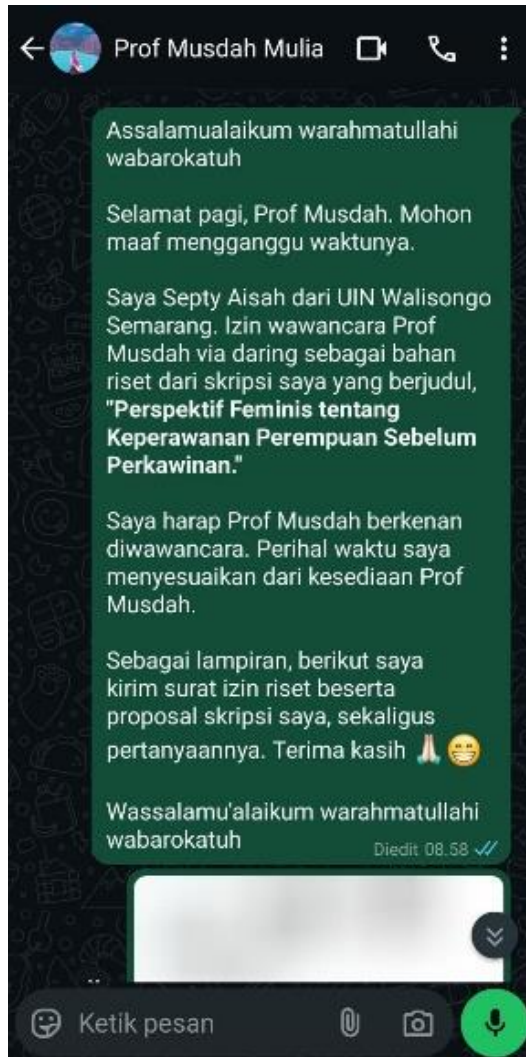 Prof Musdah Mulia
Assalamualaikum warahmatullahi
wabarokatuh
Selamat pagi, Prof Musdah. Mohon
maaf mengganggu waktunya.
Saya Septy Aisah dari UIN Walisongo
Semarang. Izin wawancara Prof
Musdah via daring sebagai bahan
riset dari skripsi saya yang berjudul,
"Perspektif Feminis tentang
Keperawanan Perempuan Sebelum
Perkawinan."
Saya harap Prof Musdah berkenan
diwawancara. Perihal waktu saya
menyesuaikan dari kesediaan Prof
Musdah.
Sebagai lampiran, berikut saya
kirim surat izin riset beserta
proposal skripsi saya, sekaligus
pertanyaannya. Terima kasih 🙏🏻 😁
Wassalamu'alaikum warahmatullahi
wabarokatuh
Diedit 08.58
Ketik pesan